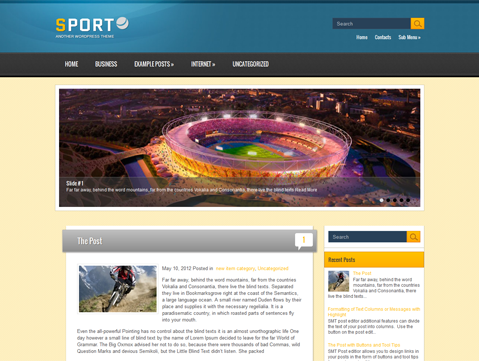 SPORT
ANOTHER WORDPRESS THEME
Search
Home Contacts Sub Menu »
HOME BUSINESS EXAMPLE POSTS » INTERNET » UNCATEGORIZED
Slide #1
Far far away, behind the word mountains, far from the countries Vokalia and Consonantia, there live the blind texts Read More
The Post
1
May 10, 2012 Posted in new item category, Uncategorized
Far far away, behind the word mountains, far from the countries Vokalia and Consonantia, there live the blind texts. Separated they live in Bookmarksgrove right at the coast of the Semantics, a large language ocean. A small river named Duden flows by their place and supplies it with the necessary regelialia. It is a paradisematic country, in which roasted parts of sentences fly into your mouth.
Even the all-powerful Pointing has no control about the blind texts it is an almost unorthographic life One day however a small line of blind text by the name of Lorem Ipsum decided to leave for the far World of Grammar. The Big Oxmox advised her not to do so, because there were thousands of bad Commas, wild Question Marks and devious Semikoli, but the Little Blind Text didn't listen. She packed
Search
Recent Posts
The Post
Far far away, behind the word mountains, far from the countries Vokalia and Consonantia, there live the blind texts...
Formatting of Text Columns or Messages with Highlight
SMT post editor additional features can divide the text of your post into columns. Use the button on the post edit...
The Post with Buttons and Tool Tips
SMT post editor allows you to design links in your posts in the form of buttons and tool tips